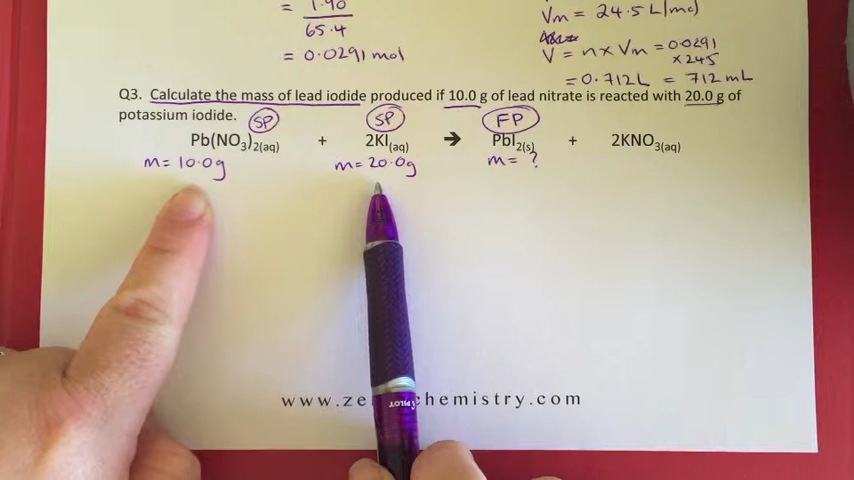 = 1.90
65.4
= 0.0291 mol
Vm = 24.5 L/mol
V = n x Vm = 0.0291
x 24.5
= 0.712L = 712 mL
Q3. Calculate the mass of lead iodide produced if 10.0 g of lead nitrate is reacted with 20.0 g of
potassium iodide.
SP SP FP
Pb(NO3)2(aq) + 2KI(aq) → PbI2(s) + 2KNO3(aq)
m = 10.0g m = 20.0g m = ?
www.ze chemistry.com
PILOT